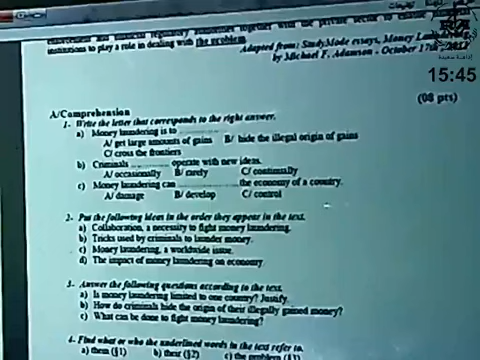 together with the private sector to
institutions to play a role in dealing with the problem.
Adapted from: StudyMode essays, Money
by Michael F. Adamson - October 17th, 2011
15:45
(08 pts)
A/Comprehension
1- Write the letter that corresponds to the right answer.
a) Money laundering is to ............
A/ get large amounts of gains B/ hide the illegal origin of gains
C/ cross the frontiers
b) Criminals ............ operate with new ideas.
A/ occasionally B/ rarely C/ continually
c) Money laundering can ............ the economy of a country.
A/ damage B/ develop C/ control
2- Put the following ideas in the order they appear in the text.
a) Collaboration, a necessity to fight money laundering.
b) Tricks used by criminals to launder money.
c) Money laundering, a worldwide issue.
d) The impact of money laundering on economy.
3- Answer the following questions according to the text.
a) Is money laundering limited to one country? Justify.
b) How do criminals hide the origin of their illegally gained money?
c) What can be done to fight money laundering?
4- Find what or who the underlined words in the text refer to.
a) them (§1) b) their (§2) c) the problem (§3)